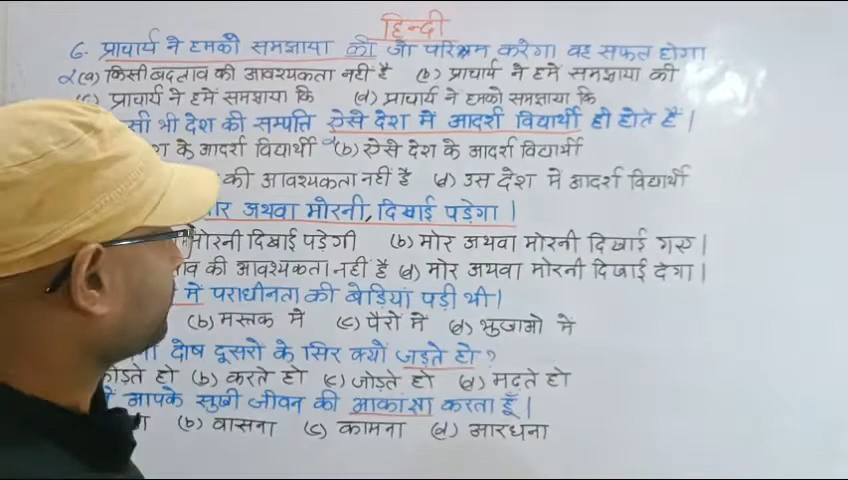 हिन्दी
6. प्राचार्य ने हमको समझाया की जो परिश्रम करेगा वह सफल होगा
(a) किसी बदलाव की आवश्यकता नहीं है (b) प्राचार्य ने हमें समझाया की
(c) प्राचार्य ने हमें समझाया कि (d) प्राचार्य ने हमको समझाया कि
सी भी देश की सम्पति ऐसे देश में आदर्श विद्यार्थी ही होते हैं |
के आदर्श विद्यार्थी (b) ऐसे देश के आदर्श विद्यार्थी
की आवश्यकता नहीं है (d) उस देश में आदर्श विद्यार्थी
अथवा मोरनी, दिखाई पड़ेगा |
मोरनी दिखाई पड़ेगी (b) मोर अथवा मोरनी दिखाई गए |
की आवश्यकता नहीं है (d) मोर अथवा मोरनी दिखाई देगा |
में पराधीनता की बेड़ियां पड़ी थी |
(b) मस्तक में (c) पैरों में (d) भुजाओ में
दोष दूसरो के सिर क्यों जड़ते हो ?
ते हो (b) करते हो (c) जोड़ते हो (d) मढ़ते हो
आपके सुखी जीवन की आकांक्षा करता हूँ |
(b) वासना (c) कामना (d) आरधना